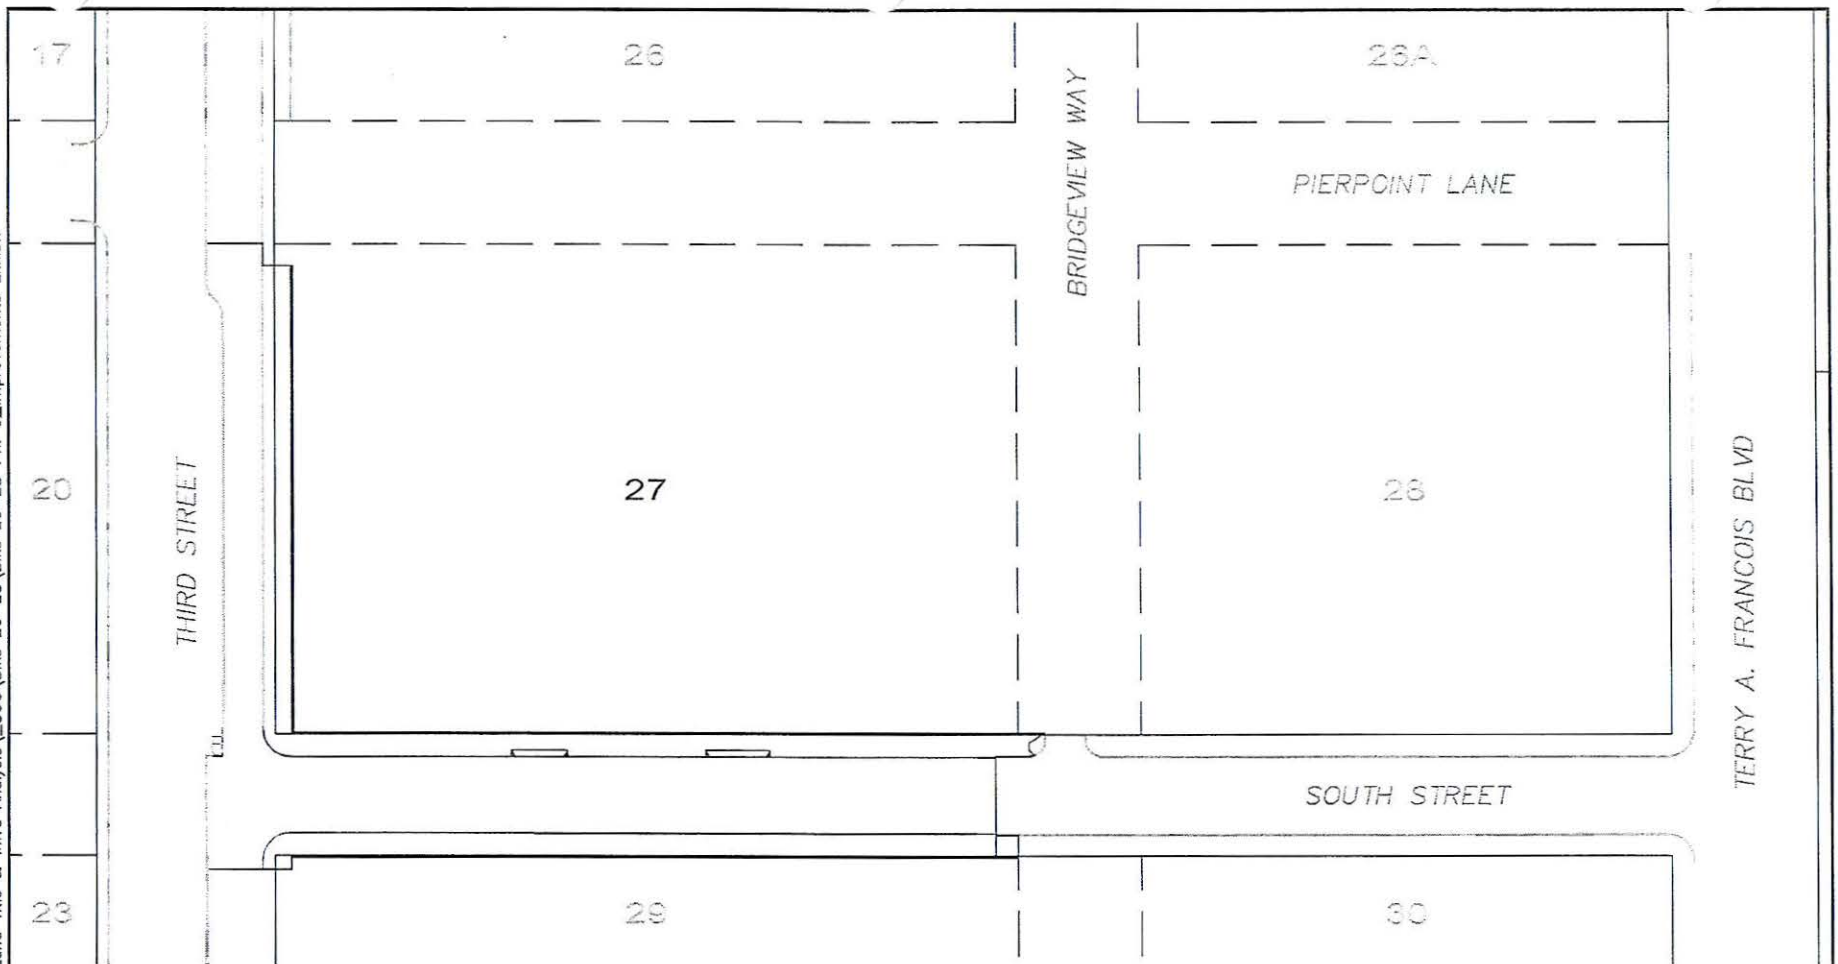 17
26
26A
BRIDGEVIEW WAY
PIERPOINT LANE
20
THIRD STREET
27
28
TERRY A. FRANCOIS BLVD
SOUTH STREET
23
29
30